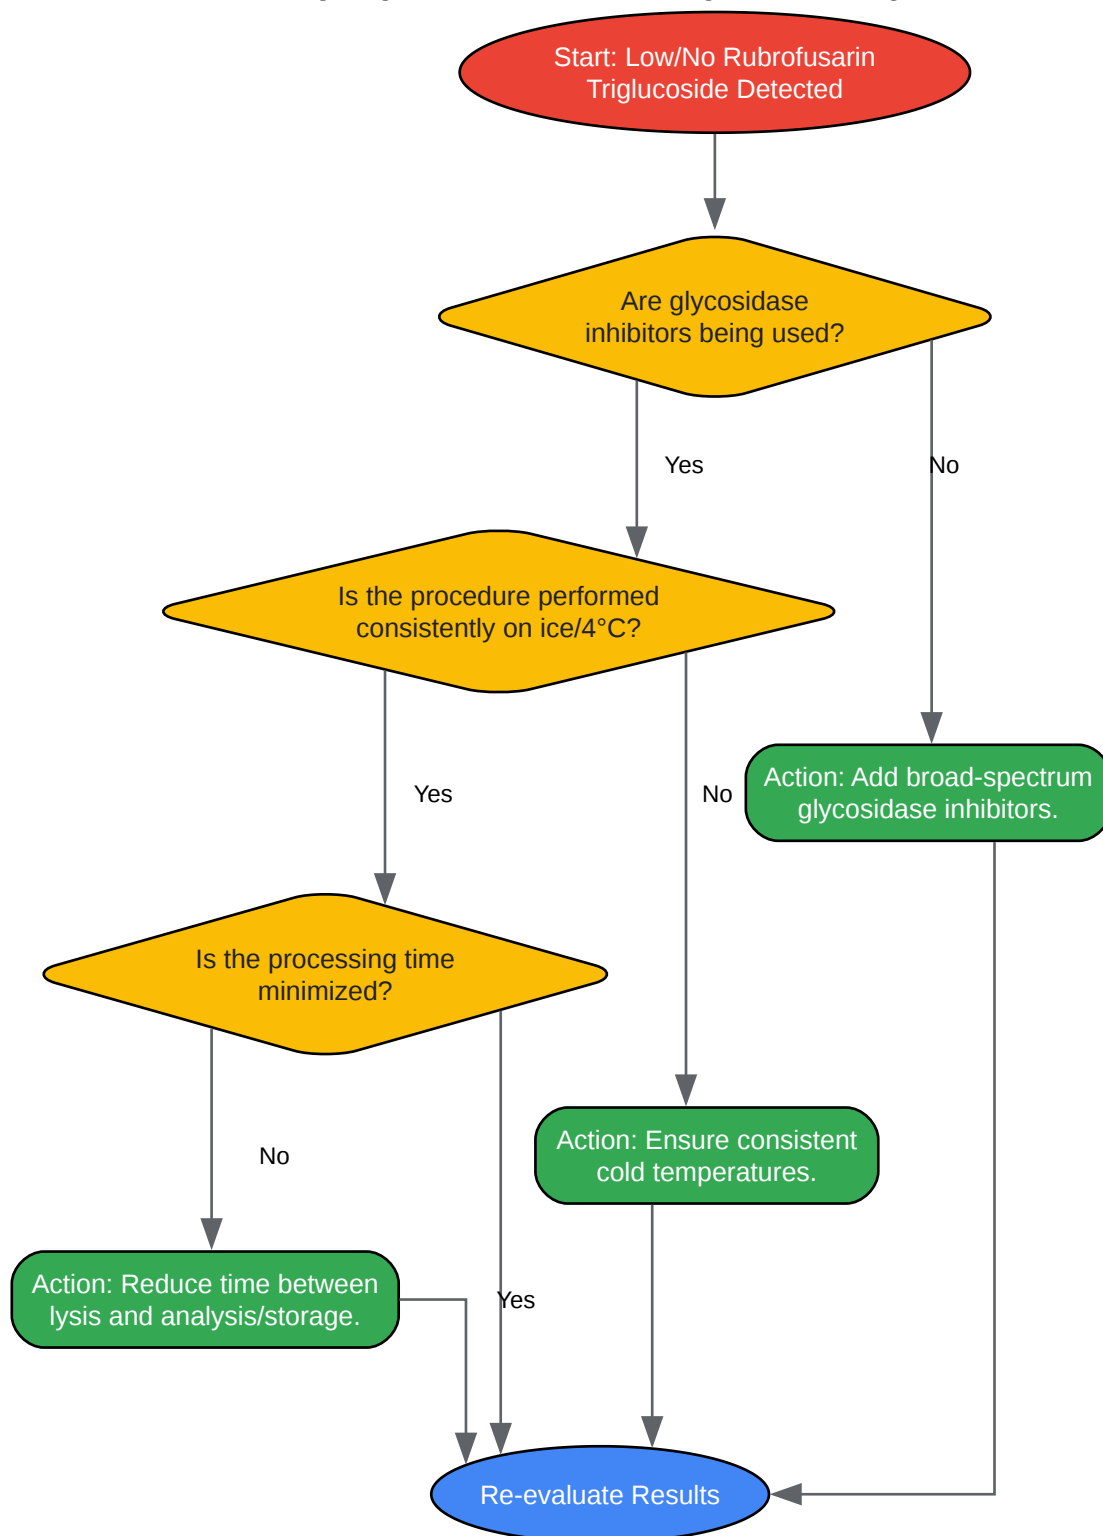 Start: Low/No Rubrofusarin
Triglucoside Detected
Are glycosidase
inhibitors being used?
Yes
No
Is the procedure performed
consistently on ice/4°C?
Yes
No
Action: Add broad-spectrum
glycosidase inhibitors.
Is the processing time
minimized?
No
Action: Ensure consistent
cold temperatures.
Action: Reduce time between
lysis and analysis/storage.
Yes
Re-evaluate Results